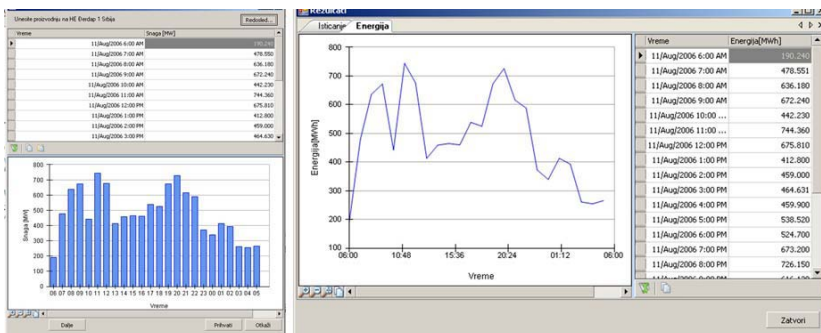 Unesite proizvodnju na HE Đerdap 1 Srbija
Redosled...
Vreme Snaga [MW]
11/Aug/2006 6:00 AM 190.240
11/Aug/2006 7:00 AM 478.550
11/Aug/2006 8:00 AM 636.180
11/Aug/2006 9:00 AM 672.240
11/Aug/2006 10:00 AM 442.230
11/Aug/2006 11:00 AM 744.360
11/Aug/2006 12:00 PM 675.810
11/Aug/2006 1:00 PM 412.800
11/Aug/2006 2:00 PM 459.000
11/Aug/2006 3:00 PM 464.630
800
700
600
500
400
300
200
100
0
Snaga [MW]
06 07 08 09 10 11 12 13 14 15 16 17 18 19 20 21 22 23 00 01 02 03 04 05
Vreme
Dalje Prihvati Otkaži
Rezultati
Isticanje Energija
800
700
600
500
400
300
200
100
Energija[MWh]
06:00 10:48 15:36 20:24 01:12 06:00
Vreme
Vreme Energija[MWh]
11/Aug/2006 6:00 AM 190.240
11/Aug/2006 7:00 AM 478.551
11/Aug/2006 8:00 AM 636.180
11/Aug/2006 9:00 AM 672.240
11/Aug/2006 10:00 ... 442.230
11/Aug/2006 11:00 ... 744.360
11/Aug/2006 12:00 PM 675.810
11/Aug/2006 1:00 PM 412.800
11/Aug/2006 2:00 PM 459.000
11/Aug/2006 3:00 PM 464.631
11/Aug/2006 4:00 PM 459.900
11/Aug/2006 5:00 PM 538.520
11/Aug/2006 6:00 PM 524.700
11/Aug/2006 7:00 PM 673.200
11/Aug/2006 8:00 PM 726.150
Zatvori